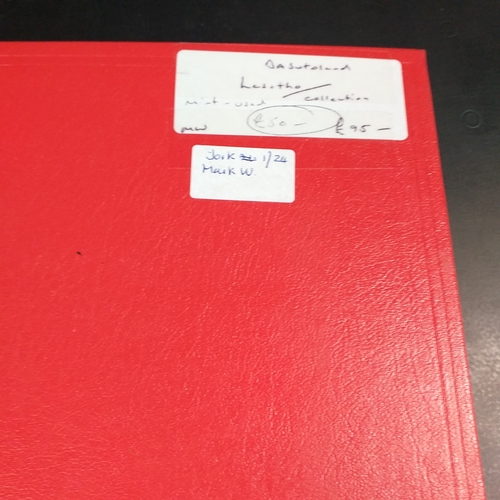 Basutoland
Lesotho / collection
mint - used
£50 -
£95 -
MW
York 1/24
Mark W.